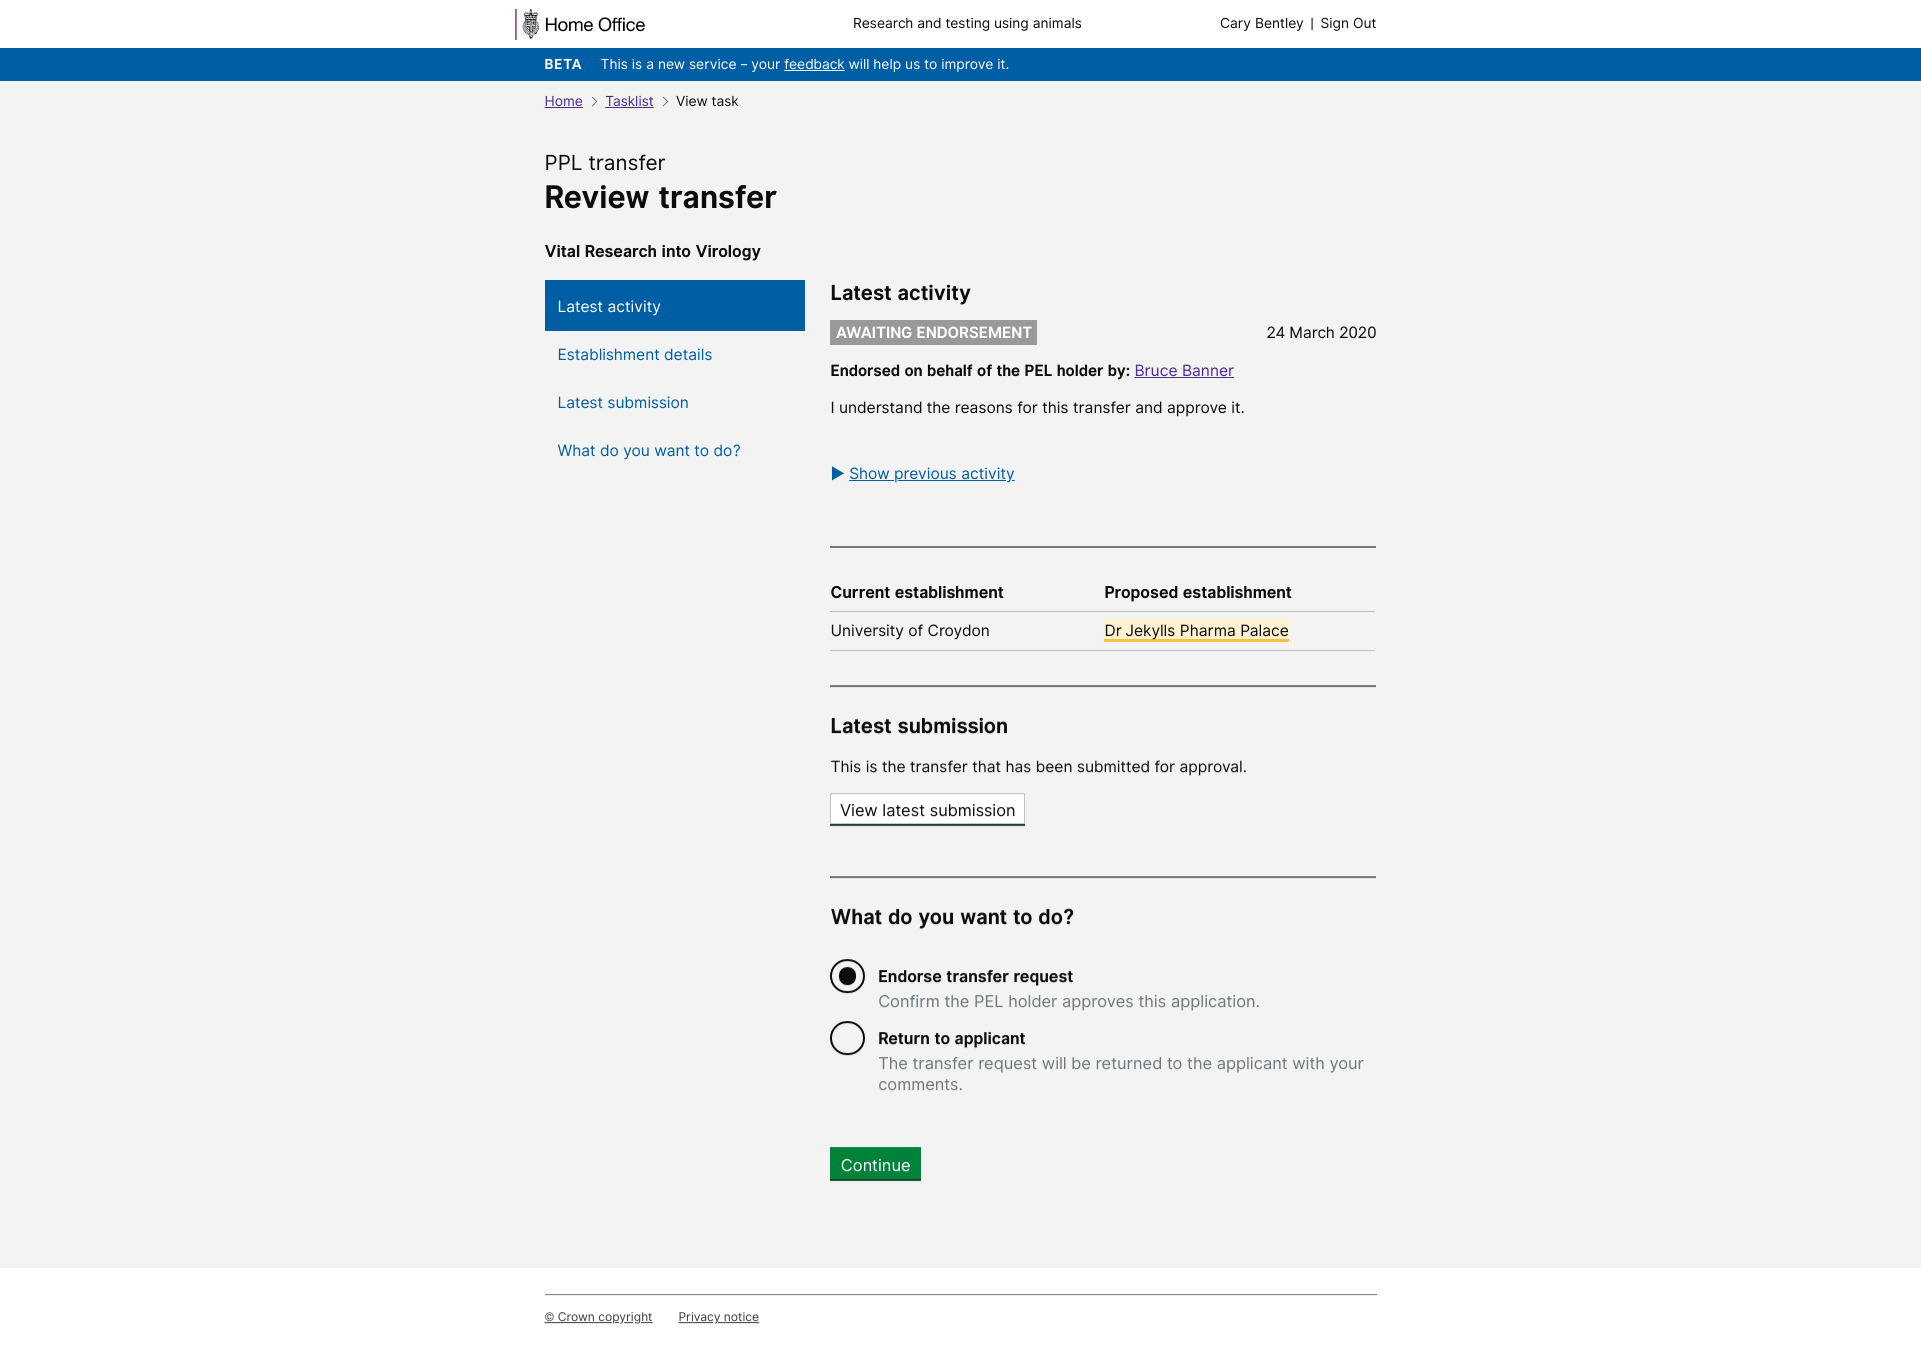 Home Office
Research and testing using animals
Cary Bentley | Sign Out
BETA This is a new service – your feedback will help us to improve it.
Home > Tasklist > View task
PPL transfer
Review transfer
Vital Research into Virology
Latest activity
Establishment details
Latest submission
What do you want to do?
Latest activity
AWAITING ENDORSEMENT 24 March 2020
Endorsed on behalf of the PEL holder by: Bruce Banner
I understand the reasons for this transfer and approve it.
Show previous activity
Current establishment Proposed establishment
University of Croydon Dr Jekylls Pharma Palace
Latest submission
This is the transfer that has been submitted for approval.
View latest submission
What do you want to do?
Endorse transfer request
Confirm the PEL holder approves this application.
Return to applicant
The transfer request will be returned to the applicant with your
comments.
Continue
© Crown copyright Privacy notice